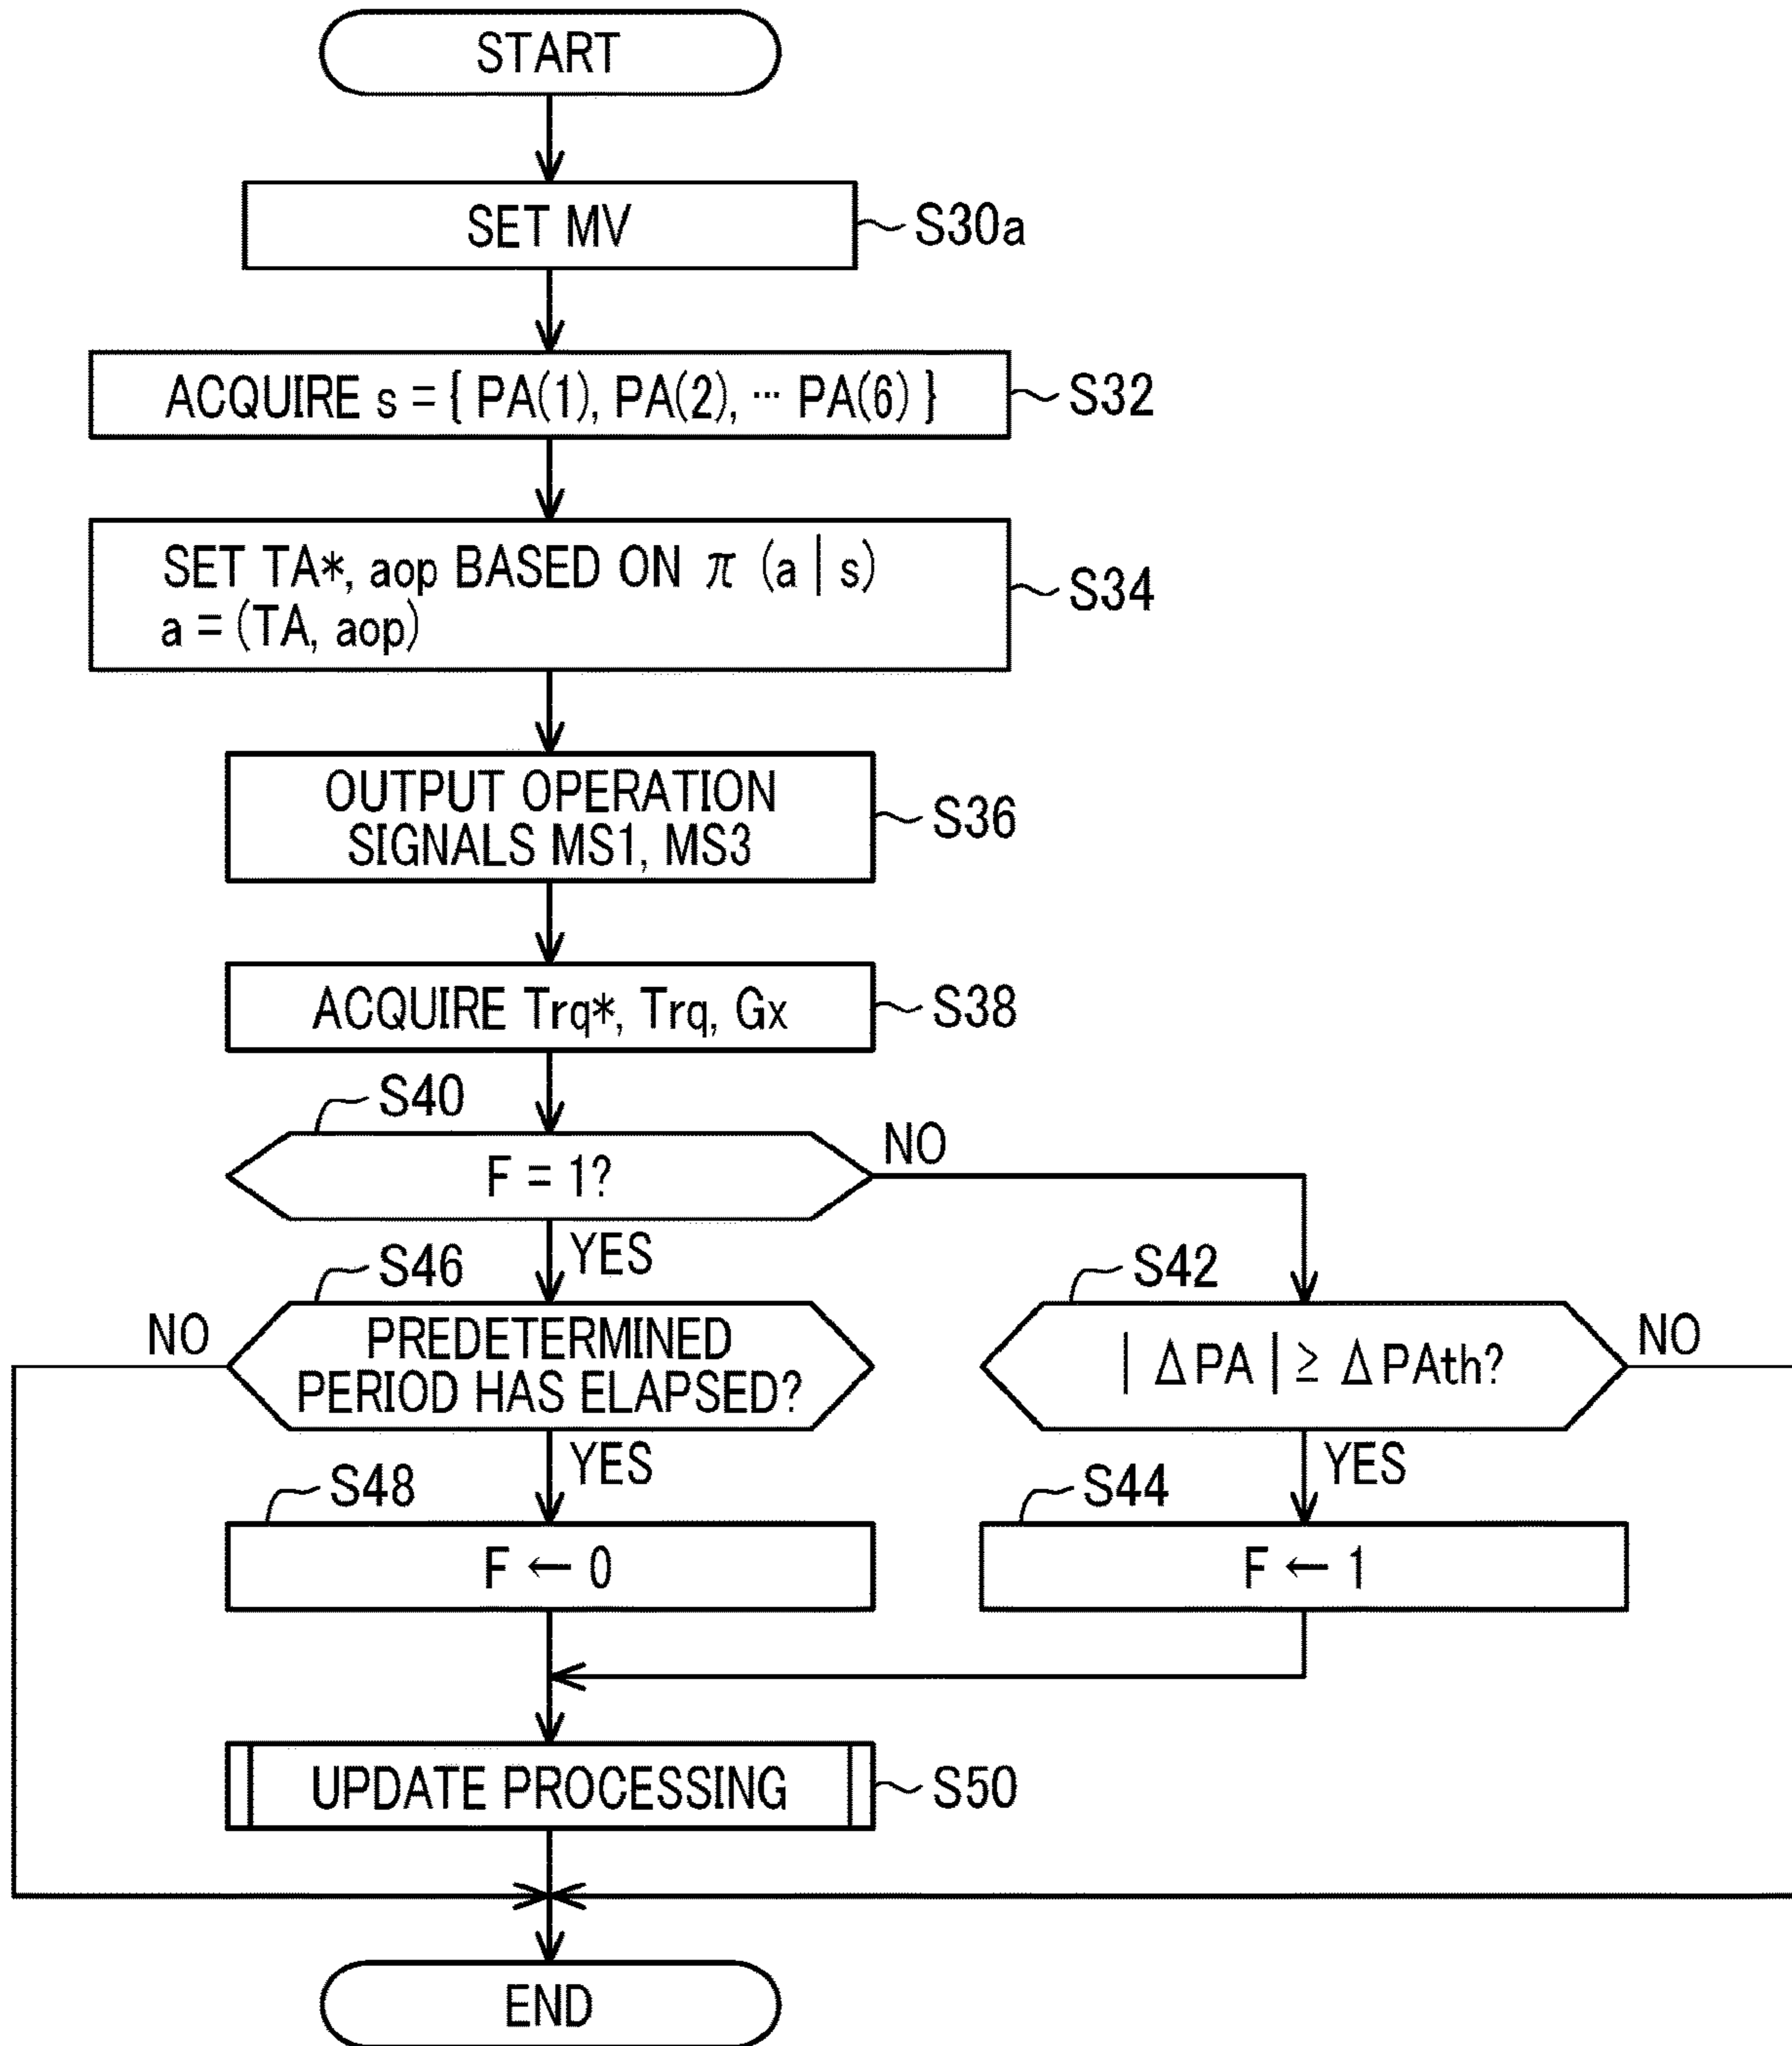 START
SET MV
S30a
ACQUIRE s = { PA(1), PA(2), ··· PA(6) }
S32
SET TA*, aop BASED ON π (a | s)
a = (TA, aop)
S34
OUTPUT OPERATION
SIGNALS MS1, MS3
S36
ACQUIRE Trq*, Trq, Gx
S38
S40
F = 1?
NO
YES
S46
PREDETERMINED
PERIOD HAS ELAPSED?
NO
YES
S42
| ΔPA | ≥ ΔPAth?
NO
YES
S48
F ← 0
S44
F ← 1
UPDATE PROCESSING
S50
END